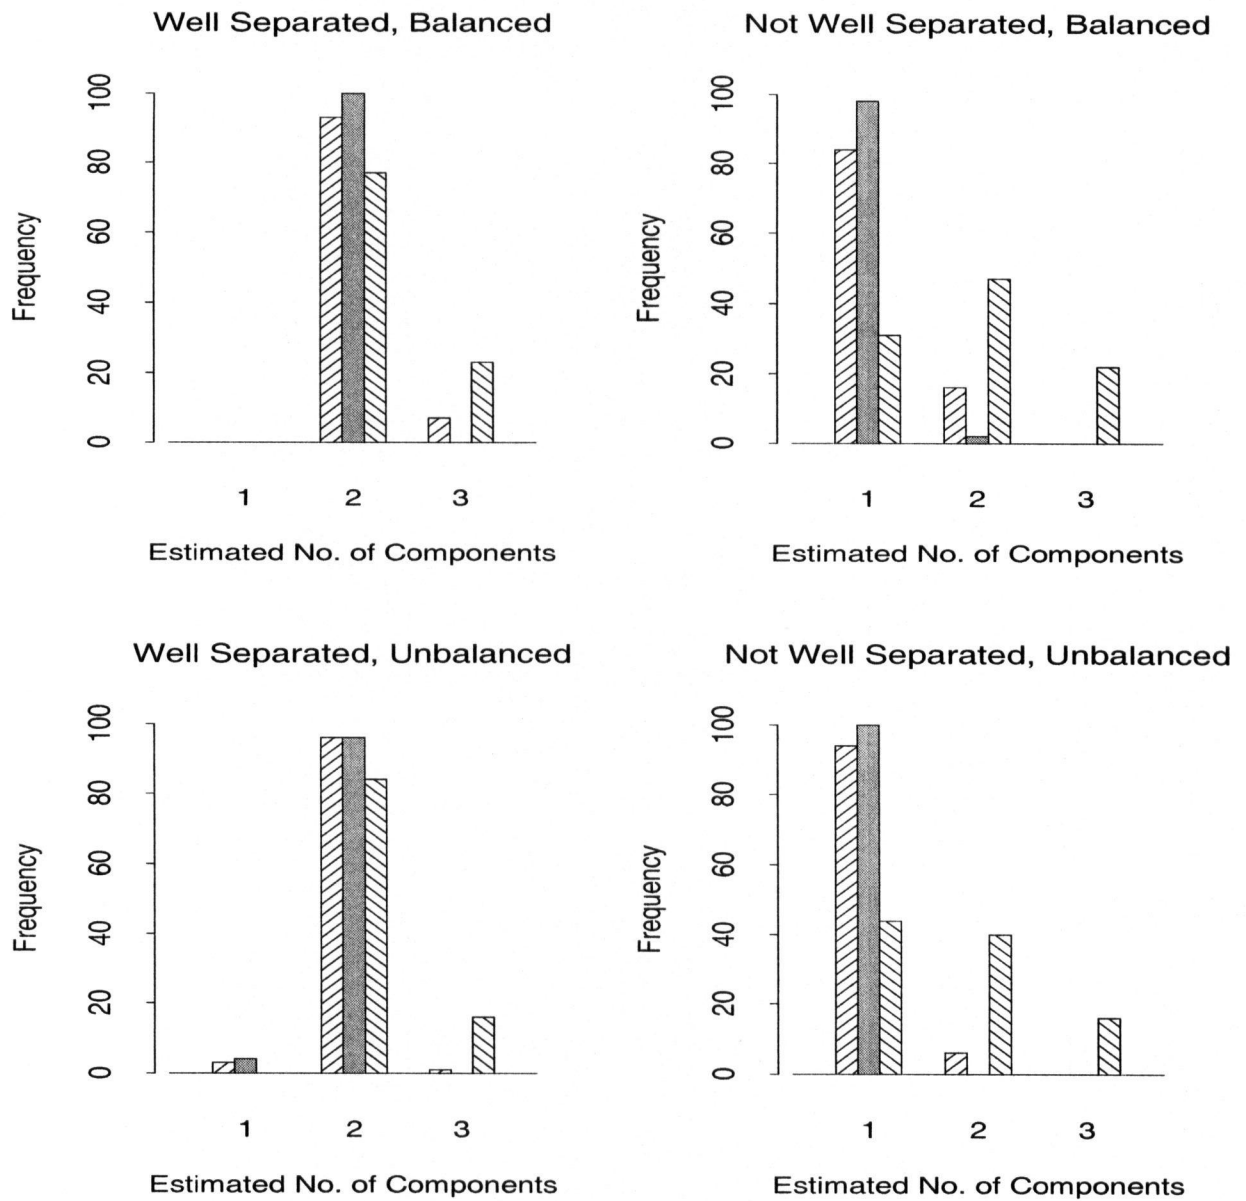 Well Separated, Balanced
Frequency
0 20 40 60 80 100
1 2 3
Estimated No. of Components
Not Well Separated, Balanced
Frequency
0 20 40 60 80 100
1 2 3
Estimated No. of Components
Well Separated, Unbalanced
Frequency
0 20 40 60 80 100
1 2 3
Estimated No. of Components
Not Well Separated, Unbalanced
Frequency
0 20 40 60 80 100
1 2 3
Estimated No. of Components